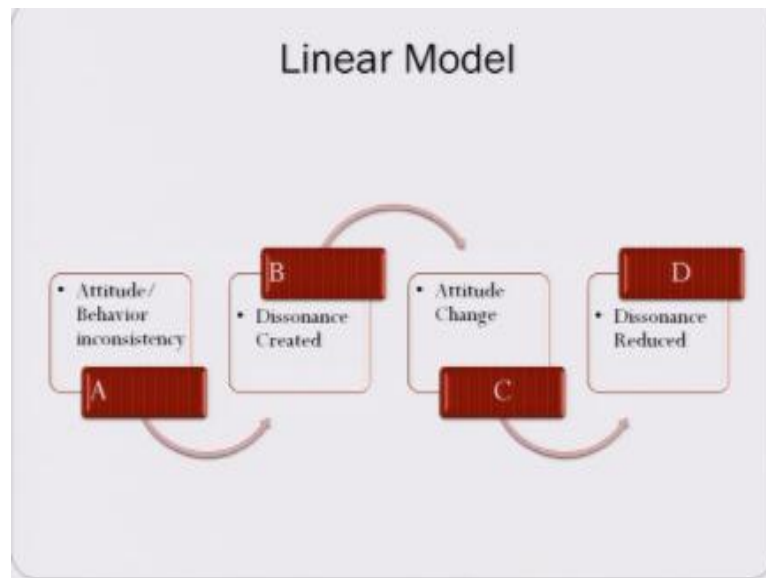 Linear Model
• Attitude/
Behavior
inconsistency
A
B
• Dissonance
Created
• Attitude
Change
C
D
• Dissonance
Reduced